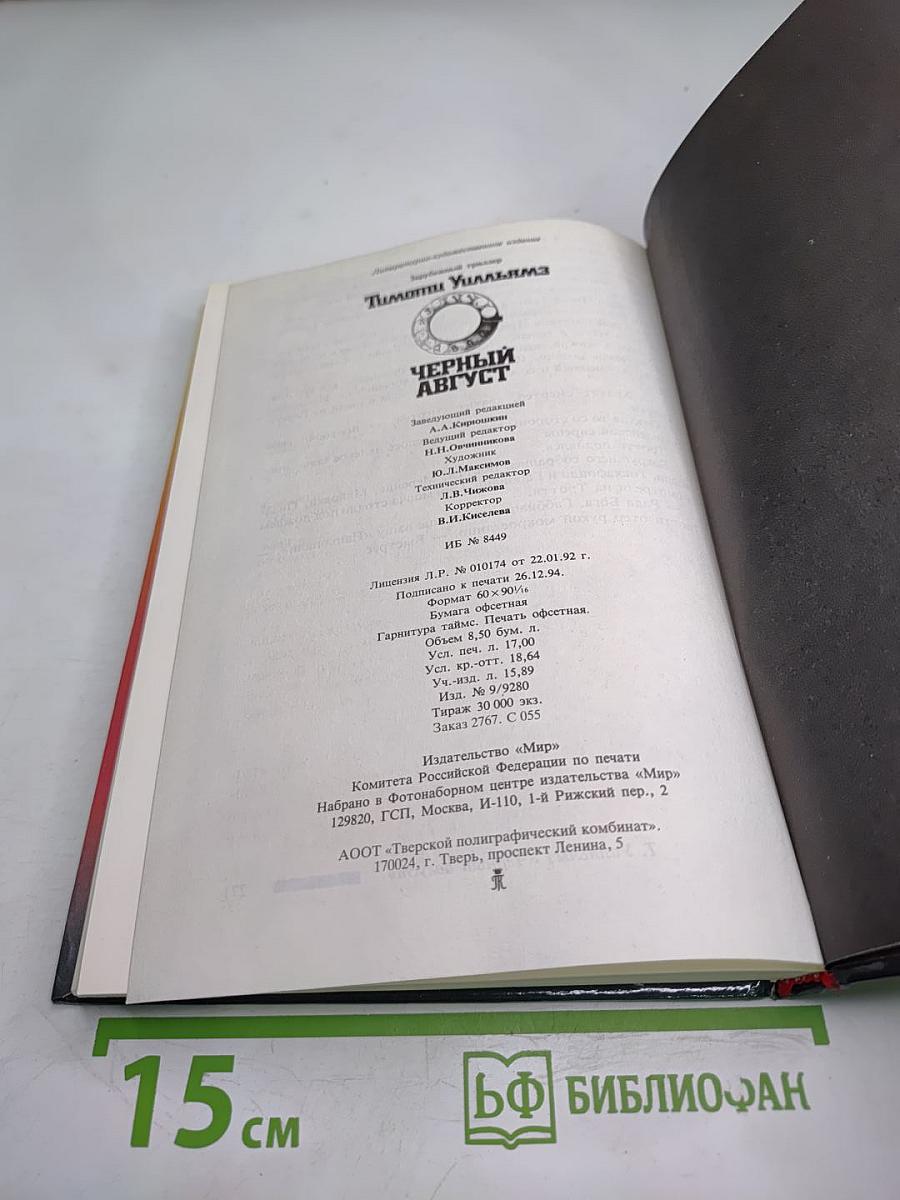 Литературно-художественное издание
Зарубежный триллер
Тимоти Уилльямз
ЧЕРНЫЙ
АВГУСТ
Заведующий редакцией
А.А.Кирюшкин
Ведущий редактор
Н.Н.Овчинникова
Художник
Ю.Л.Максимов
Технический редактор
Л.В.Чижова
Корректор
В.И.Киселева
ИБ № 8449
Лицензия Л.Р. № 010174 от 22.01.92 г.
Подписано к печати 26.12.94.
Формат 60×90¹/₁₆
Бумага офсетная
Гарнитура таймс. Печать офсетная.
Объем 8,50 бум. л.
Усл. печ. л. 17,00
Усл. кр.-отт. 18,64
Уч.-изд. л. 15,89
Изд. № 9/9280
Тираж 30 000 экз.
Заказ 2767. С 055
Издательство «Мир»
Комитета Российской Федерации по печати
Набрано в Фотонаборном центре издательства «Мир»
129820, ГСП, Москва, И-110, 1-й Рижский пер., 2
АООТ «Тверской полиграфический комбинат».
170024, г. Тверь, проспект Ленина, 5
15 см
БФ БИБЛИОФАН